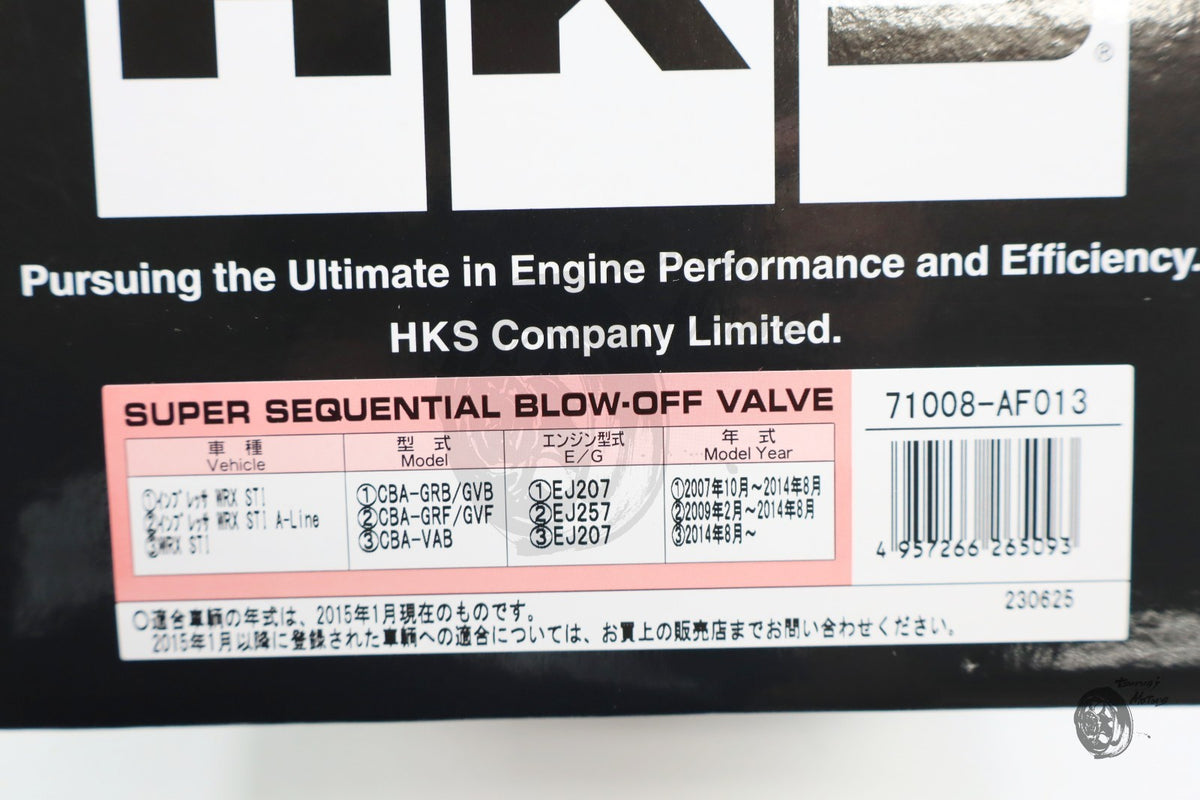 HKS®
Pursuing the Ultimate in Engine Performance and Efficiency.
HKS Company Limited.
SUPER SEQUENTIAL BLOW-OFF VALVE
71008-AF013
車種 型式 エンジン型式 年式
Vehicle Model E/G Model Year
①インプレッサ WRX STI ①CBA-GRB/GVB ①EJ207 ①2007年10月～2014年8月
②インプレッサ WRX STI A-Line ②CBA-GRF/GVF ②EJ257 ②2009年2月～2014年8月
③WRX STI ③CBA-VAB ③EJ207 ③2014年8月～
4 957266 265093
230625
○適合車輌の年式は、2015年1月現在のものです。
2015年1月以降に登録された車輌への適合については、お買上の販売店までお問い合わせください。